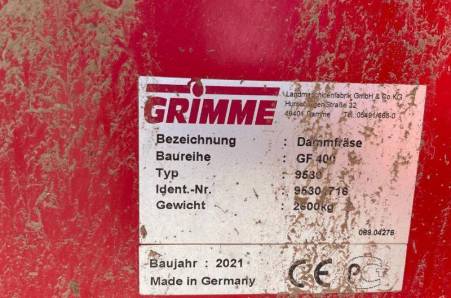 GRIMME
Landmaschinenfabrik GmbH & Co KG
Hunteburger Straße 32
49401 Damme Tel. 05491/666-0
Bezeichnung : Dammfräse
Baureihe : GF 400
Typ : 9530
Ident.-Nr. : 9530 716
Gewicht : 2600kg
089.04276
Baujahr : 2021
Made in Germany
CE